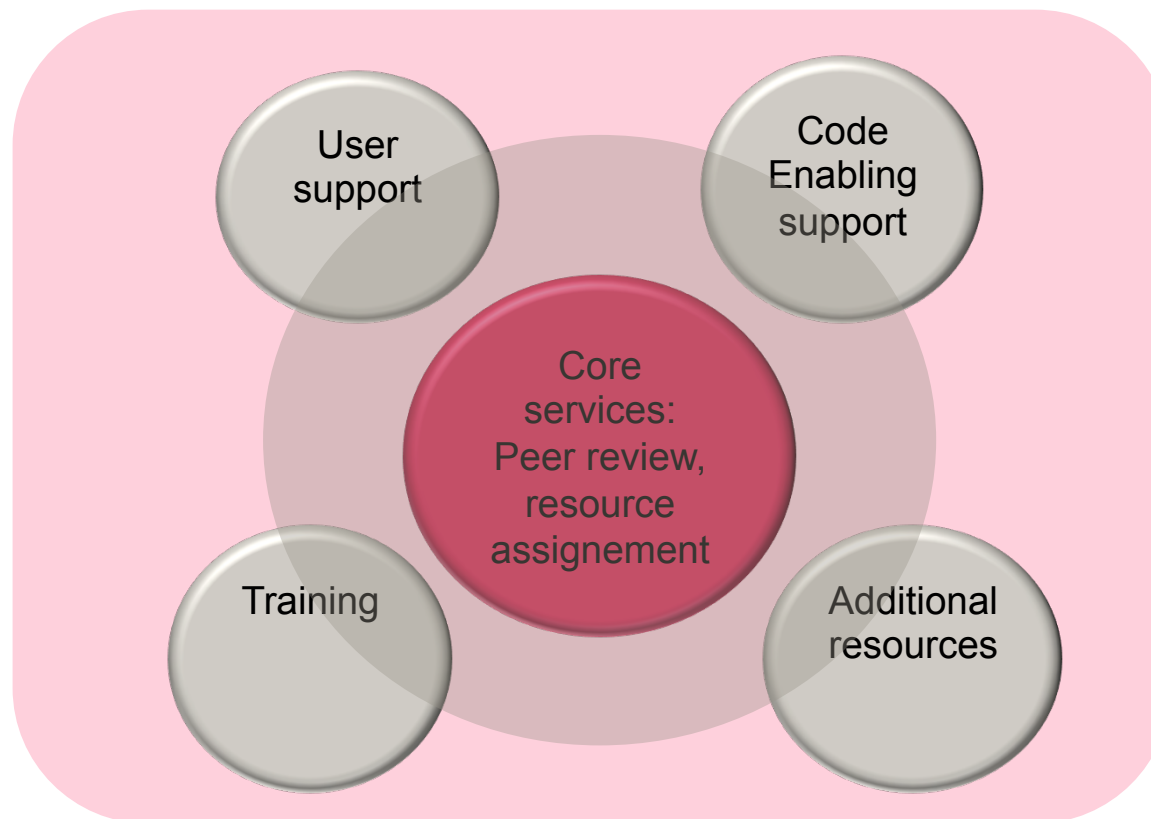 User
support
Code
Enabling
support
Core
services:
Peer review,
resource
assignement
Training
Additional
resources